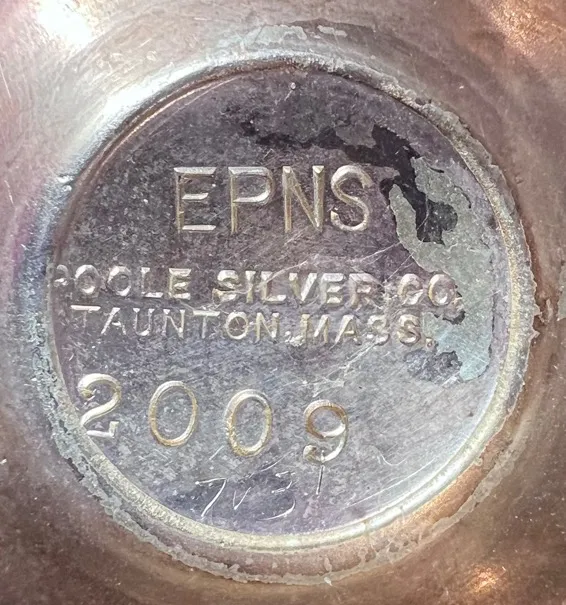 EPNS
POOLE SILVER CO.
TAUNTON, MASS.
2009